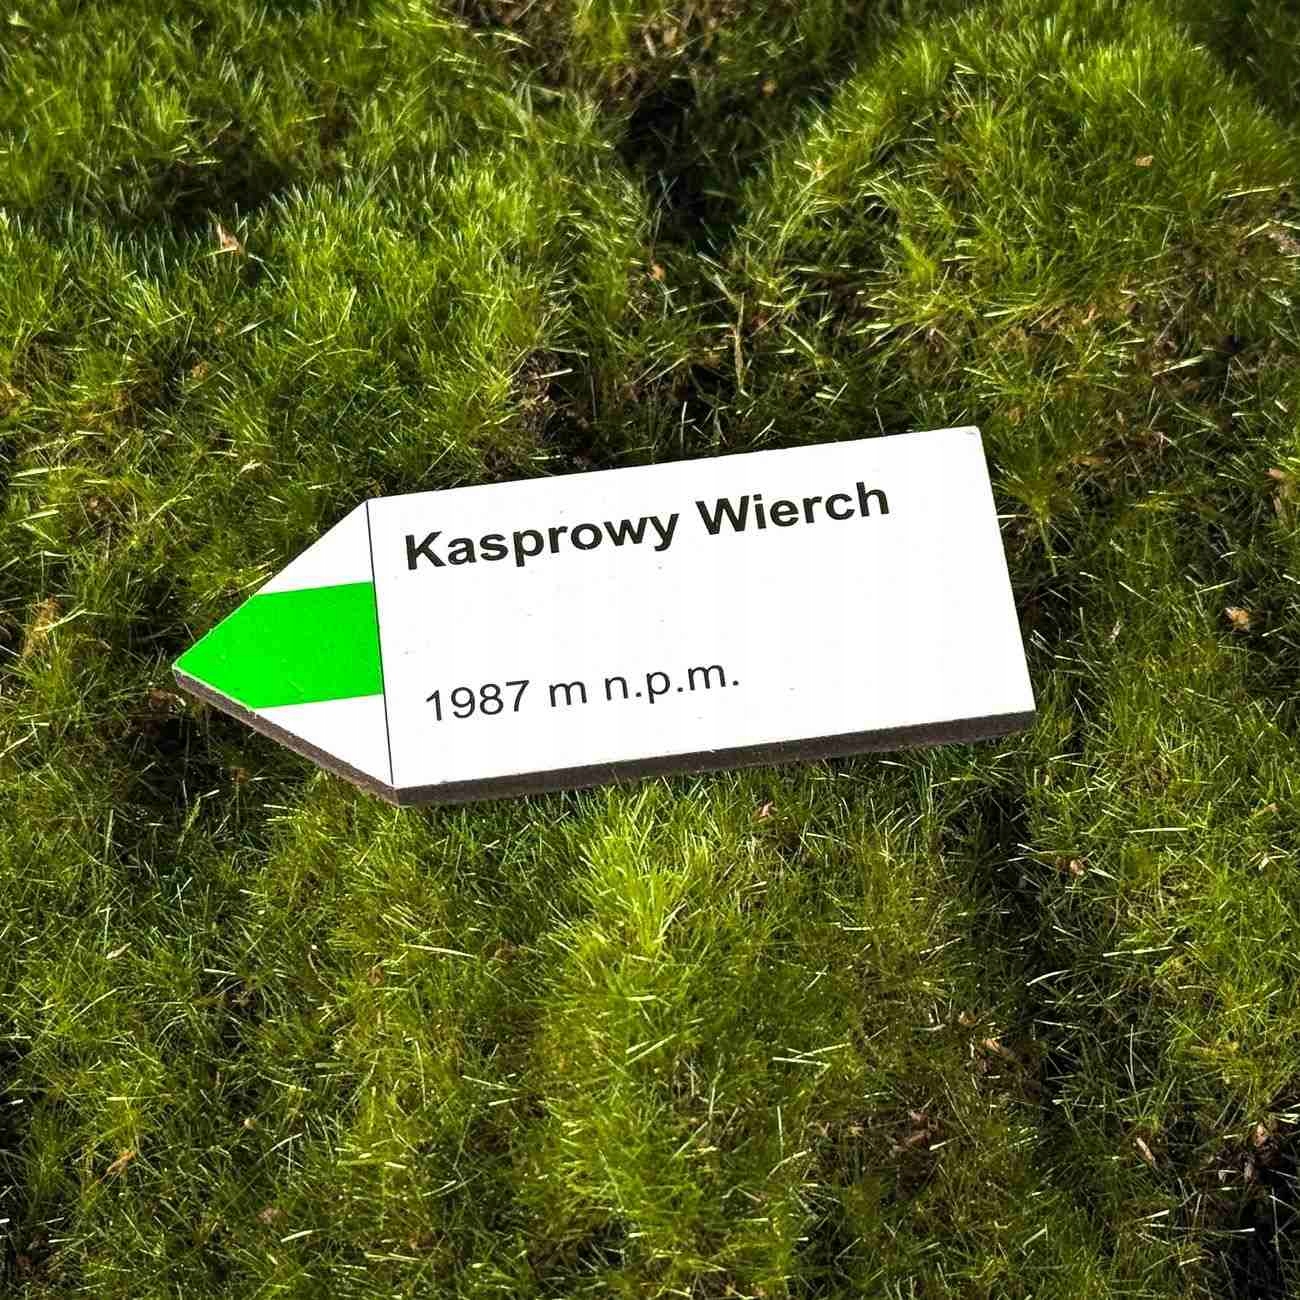 Kasprowy Wierch
1987 m n.p.m.